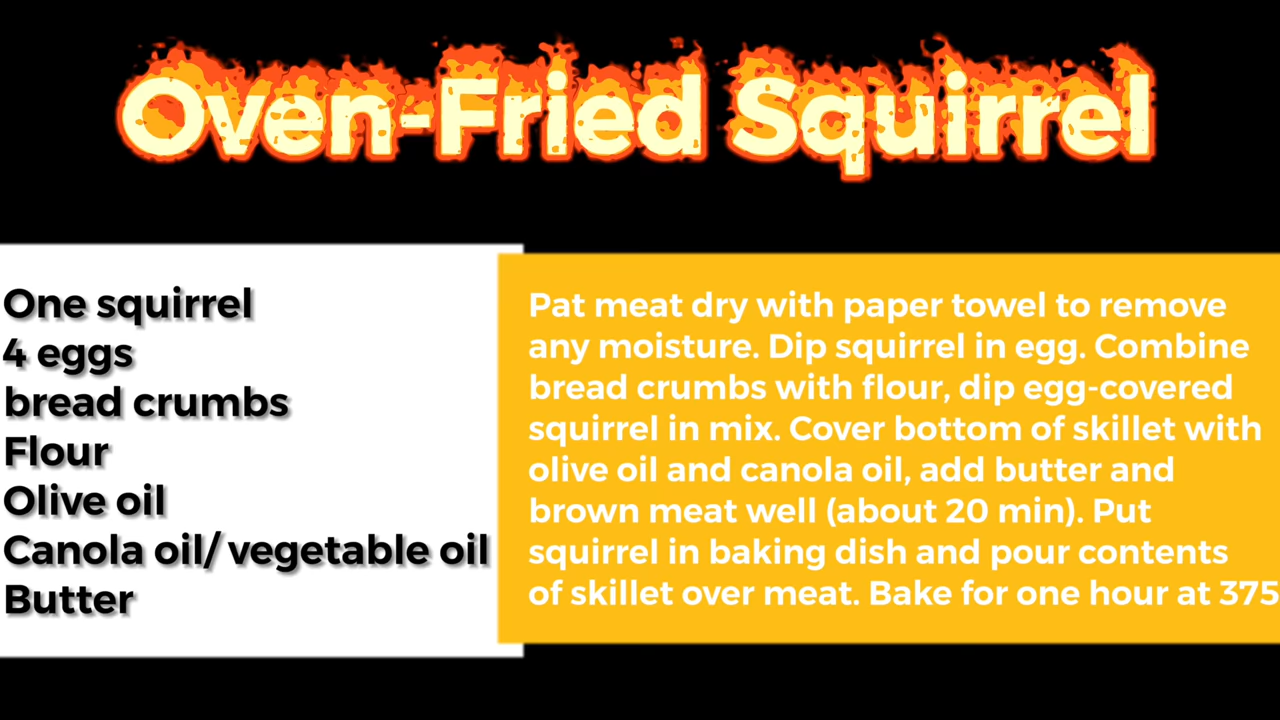 Oven-Fried Squirrel
One squirrel
4 eggs
bread crumbs
Flour
Olive oil
Canola oil/ vegetable oil
Butter
Pat meat dry with paper towel to remove
any moisture. Dip squirrel in egg. Combine
bread crumbs with flour, dip egg-covered
squirrel in mix. Cover bottom of skillet with
olive oil and canola oil, add butter and
brown meat well (about 20 min). Put
squirrel in baking dish and pour contents
of skillet over meat. Bake for one hour at 375